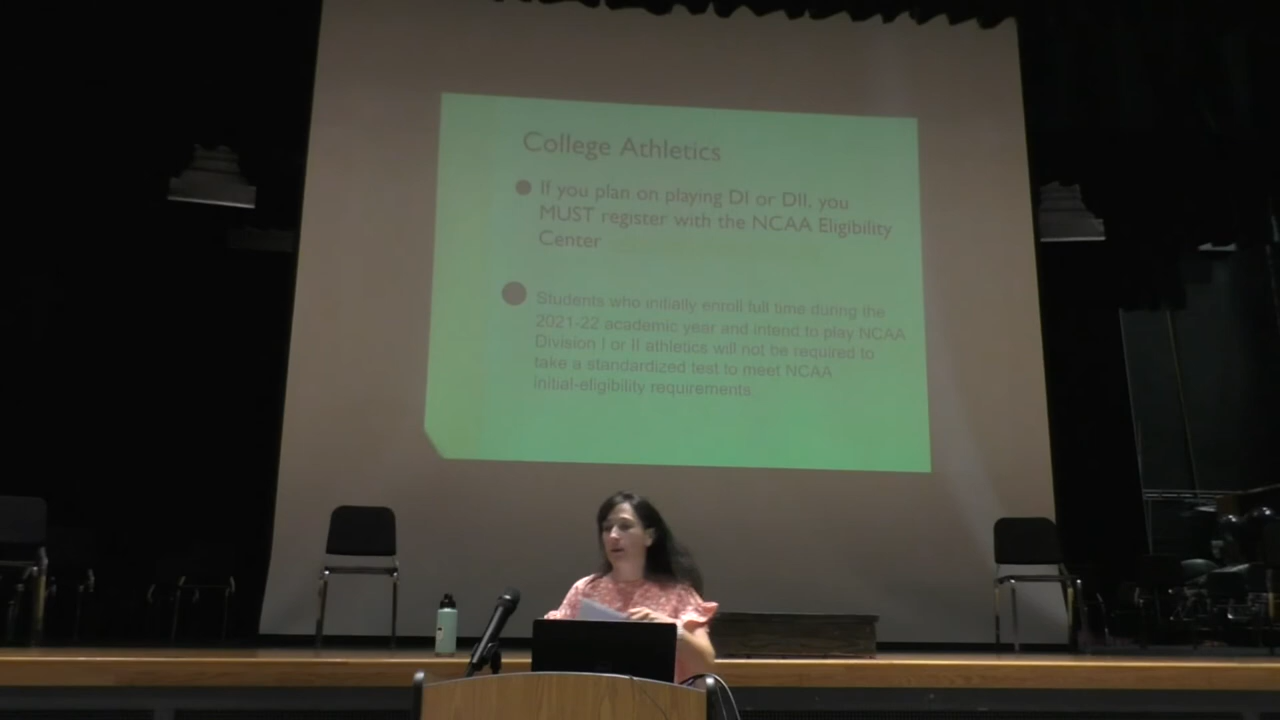 College Athletics
If you plan on playing DI or DII, you
MUST register with the NCAA Eligibility
Center
Students who initially enroll full time during the
2021-22 academic year and intend to play NCAA
Division I or II athletics will not be required to
take a standardized test to meet NCAA
initial-eligibility requirements.